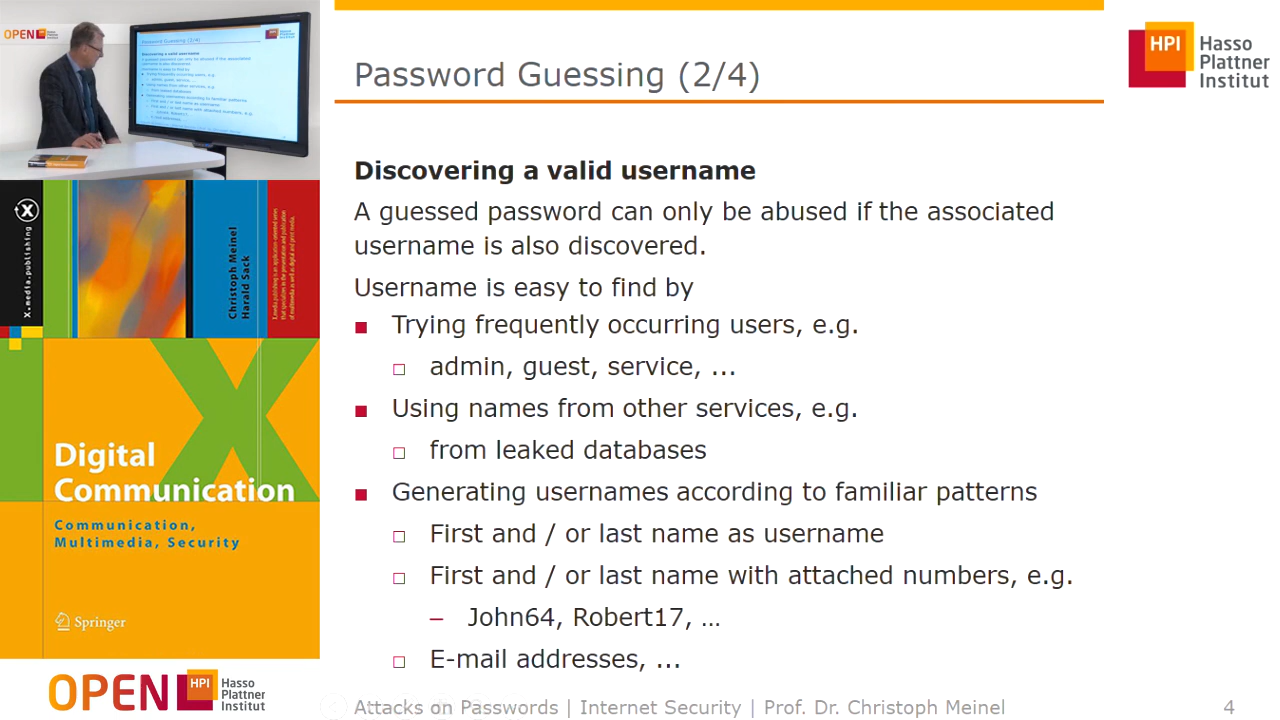 OPEN HPI Hasso Plattner Institut
Password Guessing (2/4)
HPI Hasso Plattner Institut
Discovering a valid username
A guessed password can only be abused if the associated
username is also discovered.
Username is easy to find by
Trying frequently occurring users, e.g.
admin, guest, service, ...
Using names from other services, e.g.
from leaked databases
Generating usernames according to familiar patterns
First and / or last name as username
First and / or last name with attached numbers, e.g.
– John64, Robert17, …
E-mail addresses, ...
X.media.publishing
X
Christoph Meinel
Harald Sack
Digital
Communication
Communication,
Multimedia, Security
Springer
OPEN HPI Hasso Plattner Institut
Attacks on Passwords | Internet Security | Prof. Dr. Christoph Meinel
4